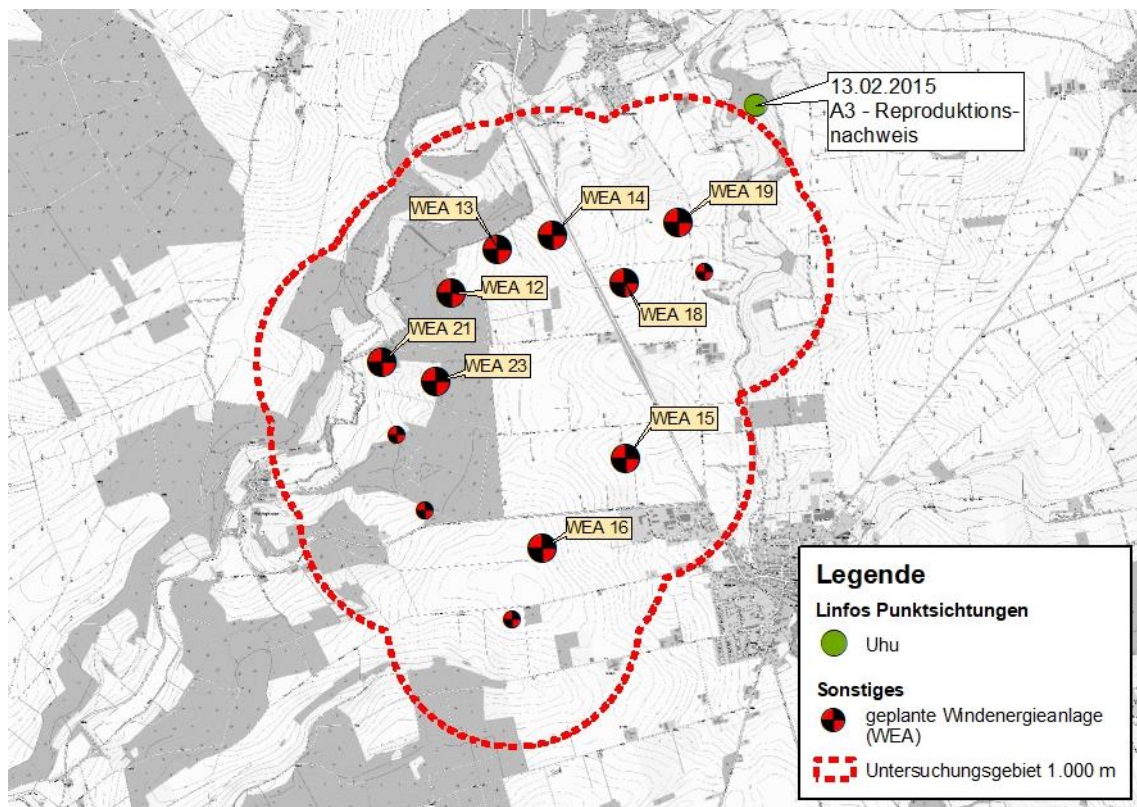 13.02.2015
A3 - Reproduktions-
nachweis
WEA 13
WEA 14
WEA 19
WEA 12
WEA 18
WEA 21
WEA 23
WEA 15
WEA 16
Legende
Linfos Punktsichtungen
Uhu
Sonstiges
geplante Windenergieanlage
(WEA)
Untersuchungsgebiet 1.000 m